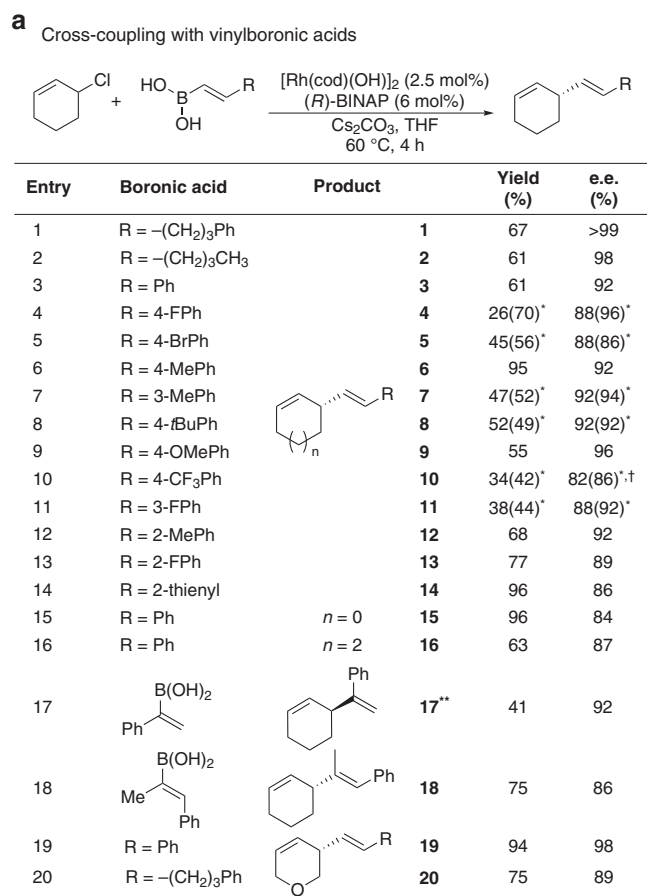 a Cross-coupling with vinylboronic acids
Cl
+
HO
B
OH
R
[Rh(cod)(OH)]2 (2.5 mol%)
(R)-BINAP (6 mol%)
Cs2CO3, THF
60 °C, 4 h
R
Entry Boronic acid Product Yield (%) e.e. (%)
1 R = –(CH2)3Ph 1 67 >99
2 R = –(CH2)3CH3 2 61 98
3 R = Ph 3 61 92
4 R = 4-FPh 4 26(70)* 88(96)*
5 R = 4-BrPh 5 45(56)* 88(86)*
6 R = 4-MePh 6 95 92
7 R = 3-MePh R 7 47(52)* 92(94)*
8 R = 4-tBuPh 8 52(49)* 92(92)*
9 R = 4-OMePh n 9 55 96
10 R = 4-CF3Ph 10 34(42)* 82(86)*,†
11 R = 3-FPh 11 38(44)* 88(92)*
12 R = 2-MePh 12 68 92
13 R = 2-FPh 13 77 89
14 R = 2-thienyl 14 96 86
15 R = Ph n = 0 15 96 84
16 R = Ph n = 2 16 63 87
B(OH)2 Ph
17 Ph 17** 41 92
B(OH)2
18 Me Ph Ph 18 75 86
19 R = Ph R 19 94 98
20 R = –(CH2)3Ph O 20 75 89